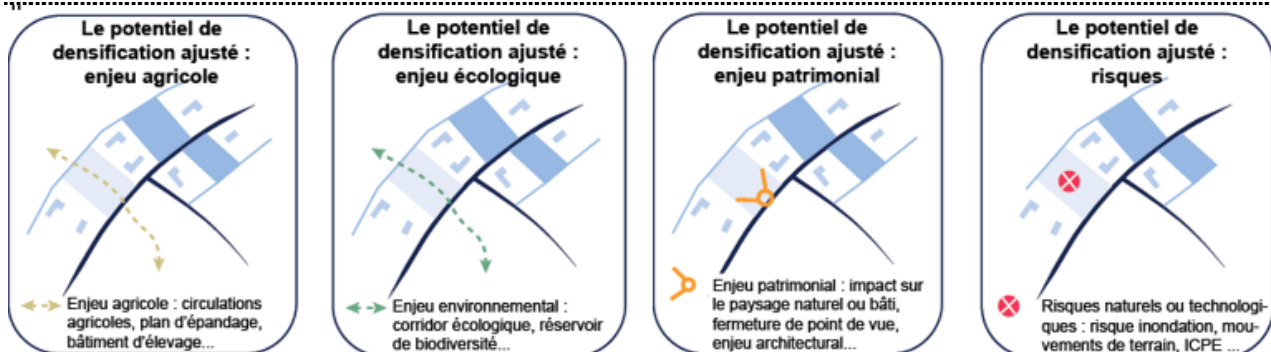 Le potentiel de
densification ajusté :
enjeu agricole
Enjeu agricole : circulations
agricoles, plan d'épandage,
bâtiment d'élevage...
Le potentiel de
densification ajusté :
enjeu écologique
Enjeu environnemental :
corridor écologique, réservoir
de biodiversité...
Le potentiel de
densification ajusté :
enjeu patrimonial
Enjeu patrimonial : impact sur
le paysage naturel ou bâti,
fermeture de point de vue,
enjeu architectural...
Le potentiel de
densification ajusté :
risques
Risques naturels ou technologi-
ques : risque inondation, mou-
vements de terrain, ICPE ...